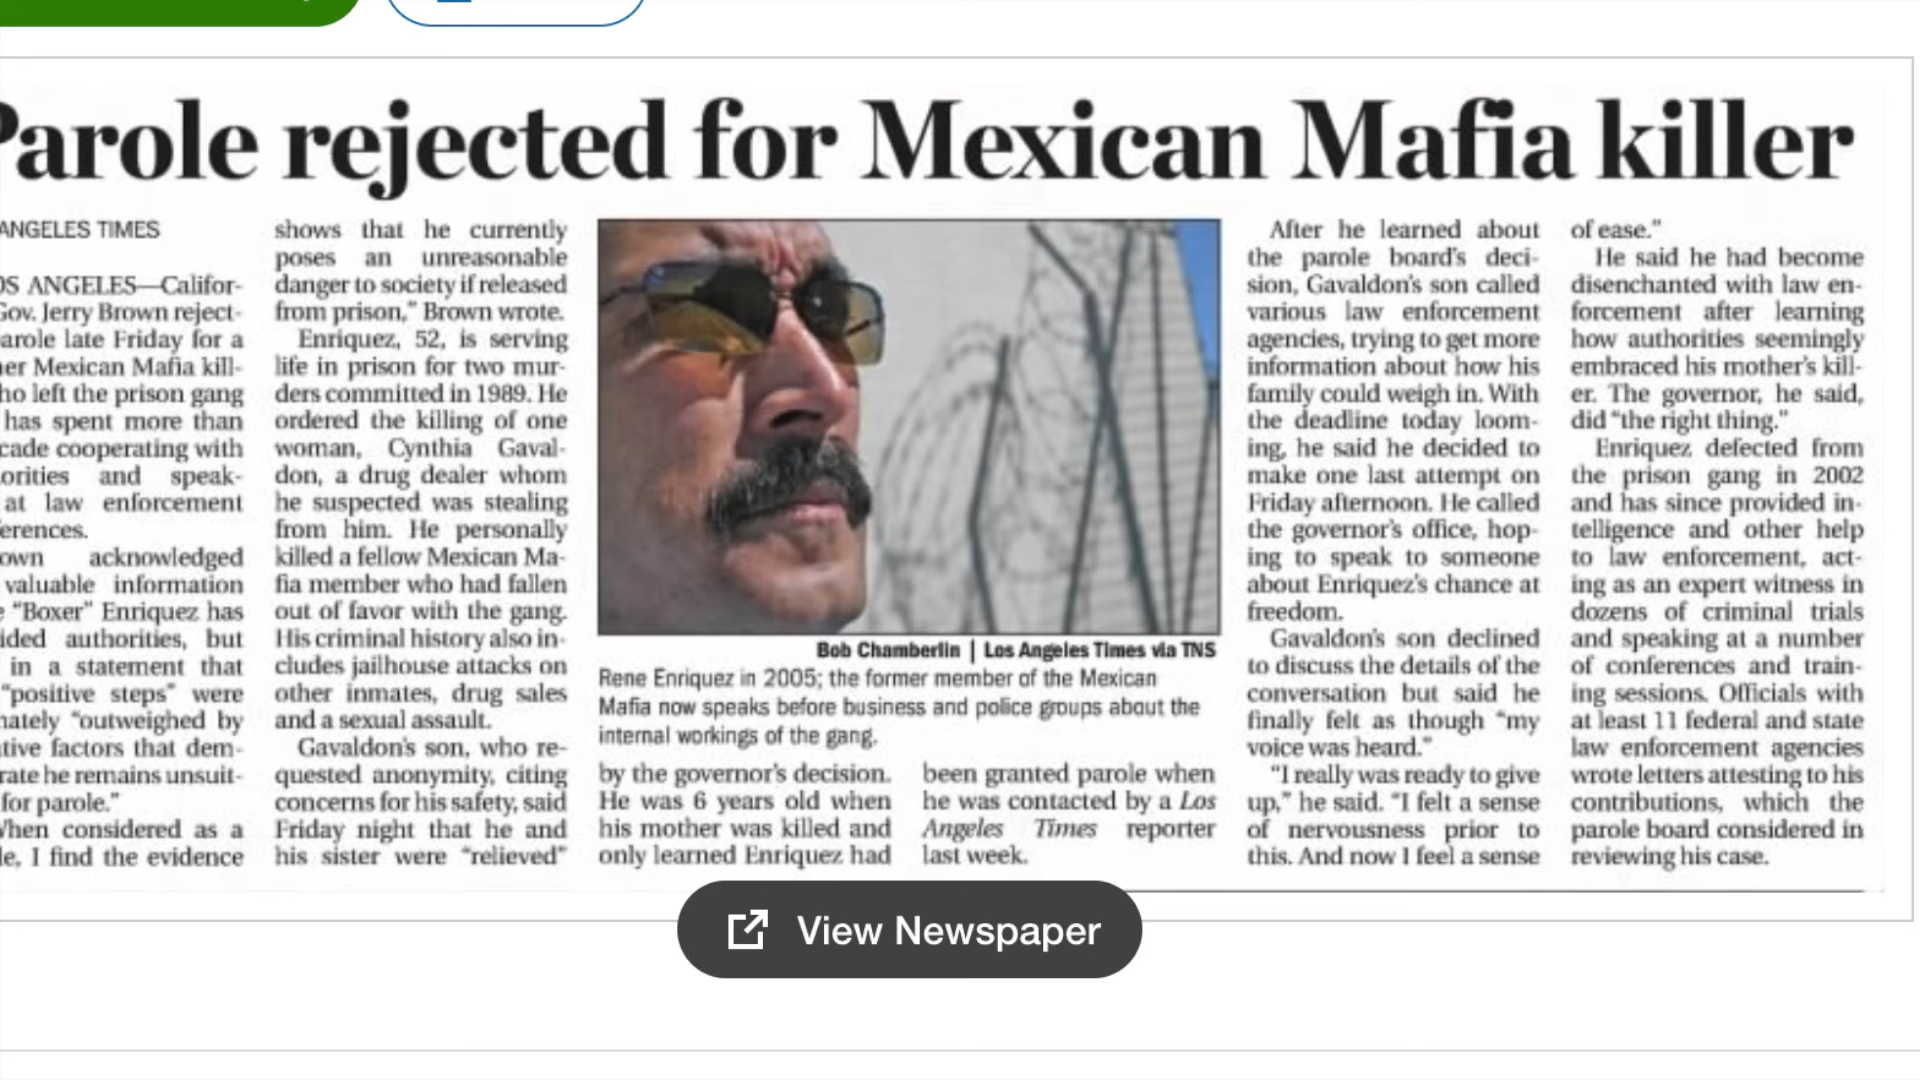 Parole rejected for Mexican Mafia killer
ANGELES TIMES
OS ANGELES—Califor-
Gov. Jerry Brown reject-
arole late Friday for a
er Mexican Mafia kill-
ho left the prison gang
has spent more than
cade cooperating with
orities and speak-
at law enforcement
erences.
own acknowledged
valuable information
e “Boxer” Enriquez has
ided authorities, but
in a statement that
“positive steps” were
nately “outweighed by
tive factors that dem-
rate he remains unsuit-
for parole.”
When considered as a
le, I find the evidence
shows that he currently
poses an unreasonable
danger to society if released
from prison,” Brown wrote.
Enriquez, 52, is serving
life in prison for two mur-
ders committed in 1989. He
ordered the killing of one
woman, Cynthia Gaval-
don, a drug dealer whom
he suspected was stealing
from him. He personally
killed a fellow Mexican Ma-
fia member who had fallen
out of favor with the gang.
His criminal history also in-
cludes jailhouse attacks on
other inmates, drug sales
and a sexual assault.
Gavaldon’s son, who re-
quested anonymity, citing
concerns for his safety, said
Friday night that he and
his sister were “relieved”
Bob Chamberlin | Los Angeles Times via TNS
Rene Enriquez in 2005; the former member of the Mexican
Mafia now speaks before business and police groups about the
internal workings of the gang.
by the governor’s decision.
He was 6 years old when
his mother was killed and
only learned Enriquez had
been granted parole when
he was contacted by a Los
Angeles Times reporter
last week.
After he learned about
the parole board’s deci-
sion, Gavaldon’s son called
various law enforcement
agencies, trying to get more
information about how his
family could weigh in. With
the deadline today loom-
ing, he said he decided to
make one last attempt on
Friday afternoon. He called
the governor’s office, hop-
ing to speak to someone
about Enriquez’s chance at
freedom.
Gavaldon’s son declined
to discuss the details of the
conversation but said he
finally felt as though “my
voice was heard.”
“I really was ready to give
up,” he said. “I felt a sense
of nervousness prior to
this. And now I feel a sense
of ease.”
He said he had become
disenchanted with law en-
forcement after learning
how authorities seemingly
embraced his mother’s kill-
er. The governor, he said,
did “the right thing.”
Enriquez defected from
the prison gang in 2002
and has since provided in-
telligence and other help
to law enforcement, act-
ing as an expert witness in
dozens of criminal trials
and speaking at a number
of conferences and train-
ing sessions. Officials with
at least 11 federal and state
law enforcement agencies
wrote letters attesting to his
contributions, which the
parole board considered in
reviewing his case.
View Newspaper